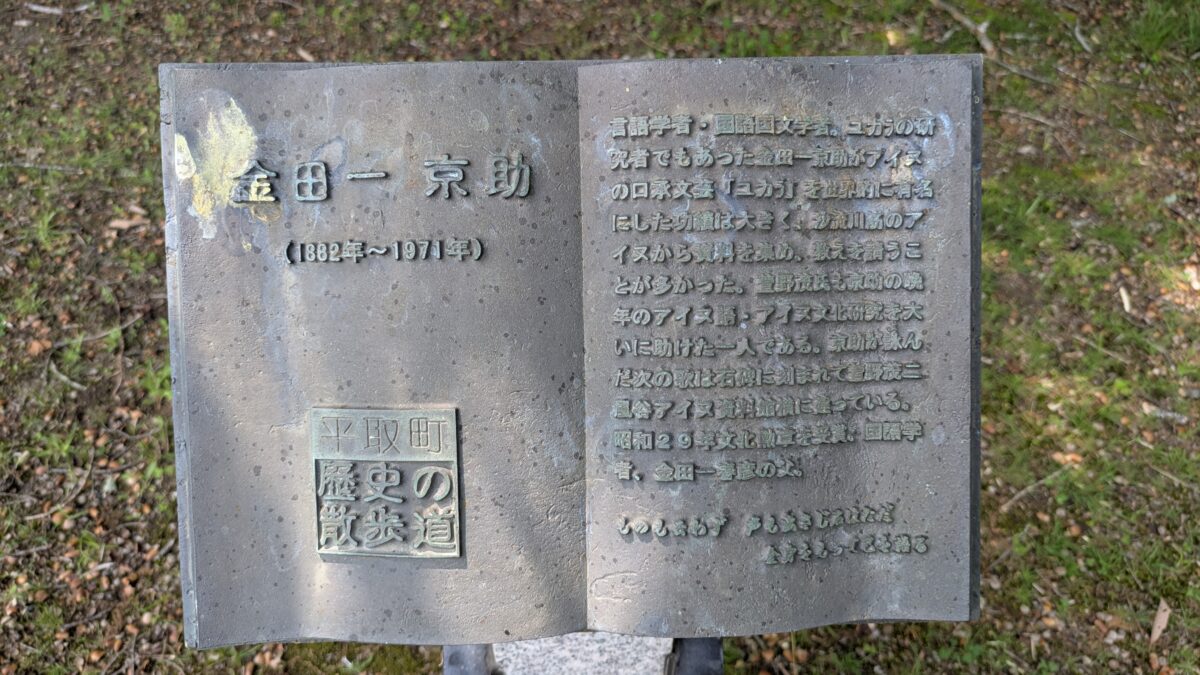 金田一 京助
(1882年～1971年)
平取町
歴史の
散歩道
言語学者・国語国文学者。ユカㇻの研
究者でもあった金田一京助がアイヌ
の口承文芸「ユカㇻ」を世界的に有名
にした功績は大きく、沙流川筋のア
イヌから資料を集め、教えを請うこ
とが多かった。萱野茂氏も京助の晩
年のアイヌ語・アイヌ文化研究を大
いに助けた一人である。京助が詠ん
だ次の歌は石碑に刻まれて萱野茂二
風谷アイヌ資料館横に建っている。
昭和29年文化勲章を受賞。国語学
者、金田一春彦の父。